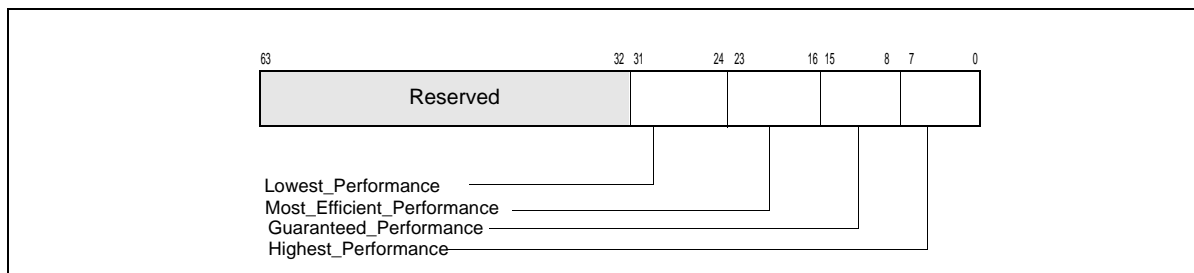 63 32 31 24 23 16 15 8 7 0
Reserved
Lowest_Performance
Most_Efficient_Performance
Guaranteed_Performance
Highest_Performance